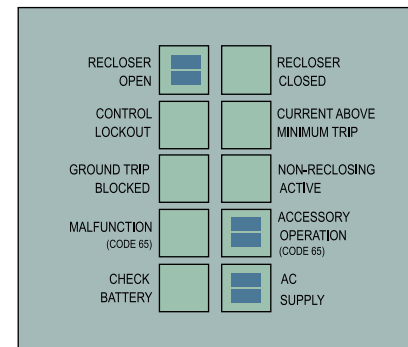 RECLOSER
OPEN
RECLOSER
CLOSED
CONTROL
LOCKOUT
CURRENT ABOVE
MINIMUM TRIP
GROUND TRIP
BLOCKED
NON-RECLOSING
ACTIVE
MALFUNCTION
(CODE 65)
ACCESSORY
OPERATION
(CODE 65)
CHECK
BATTERY
AC
SUPPLY